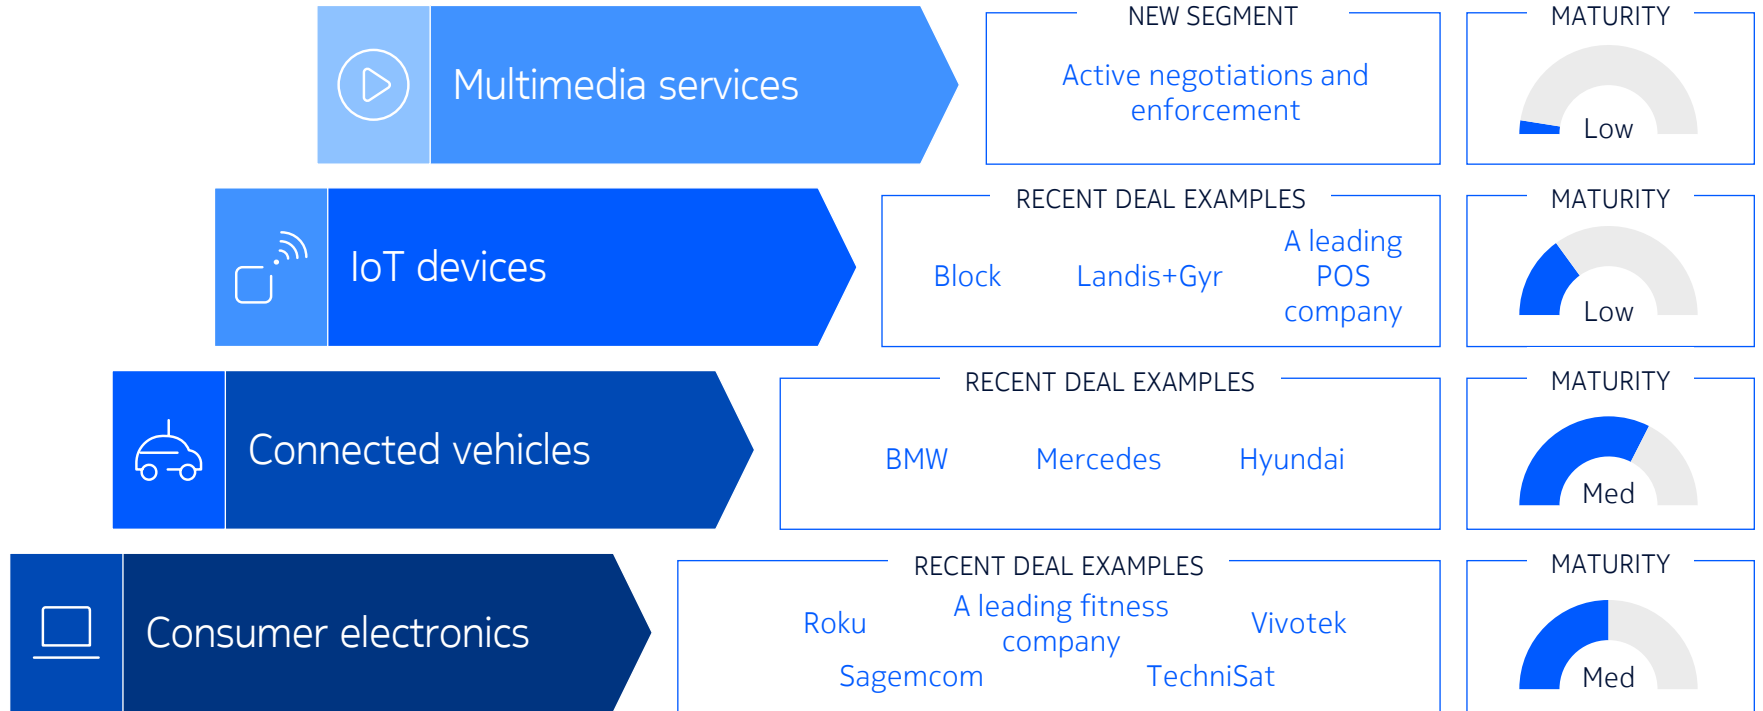 Multimedia services
NEW SEGMENT
Active negotiations and
enforcement
MATURITY
Low
IoT devices
RECENT DEAL EXAMPLES
Block
Landis+Gyr
A leading
POS
company
MATURITY
Low
Connected vehicles
RECENT DEAL EXAMPLES
BMW
Mercedes
Hyundai
MATURITY
Med
Consumer electronics
RECENT DEAL EXAMPLES
Roku
A leading fitness
company
Vivotek
Sagemcom
TechniSat
MATURITY
Med